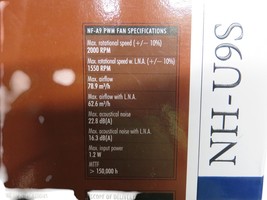 NF-A9 PWM FAN SPECIFICATIONS
Max. rotational speed (+/- 10%)
2000 RPM
Max. rotational speed w. L.N.A. (+/- 10%)
1550 RPM
Max. airflow
78.9 m³/h
Max. airflow with L.N.A.
62.6 m³/h
Max. acoustical noise
22.8 dB(A)
Max. acoustical noise with L.N.A.
16.3 dB(A)
Max. input power
1.2 W
MTTF
> 150,000 h
NH-U9S